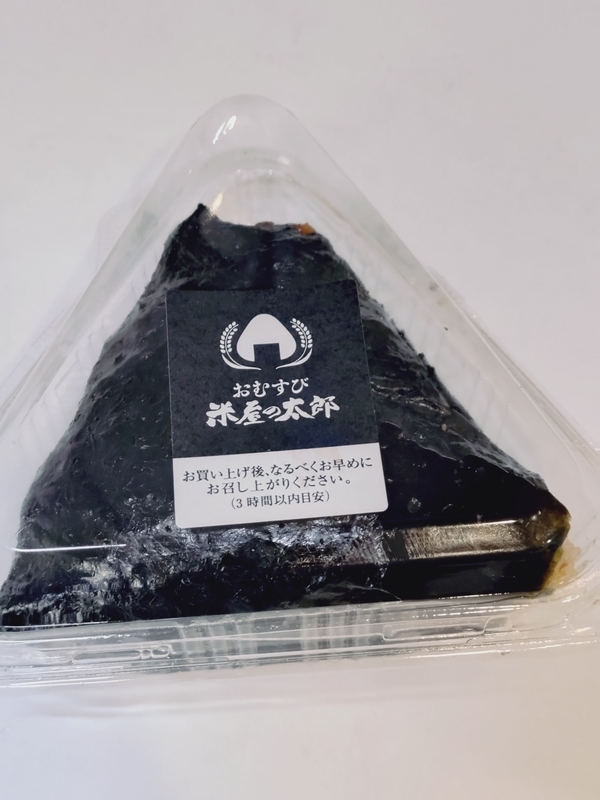 おむすび
米屋の太郎
お買い上げ後、なるべくお早めに
お召し上がりください。
(3時間以内目安)